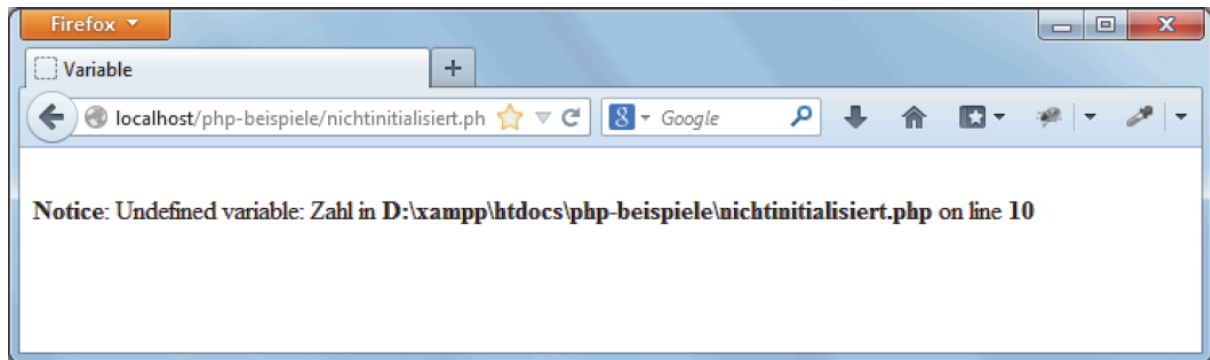 Firefox
Variable
localhost/php-beispiele/nichtinitialisiert.ph
Google
Notice: Undefined variable: Zahl in D:\xampp\htdocs\php-beispiele\nichtinitialisiert.php on line 10